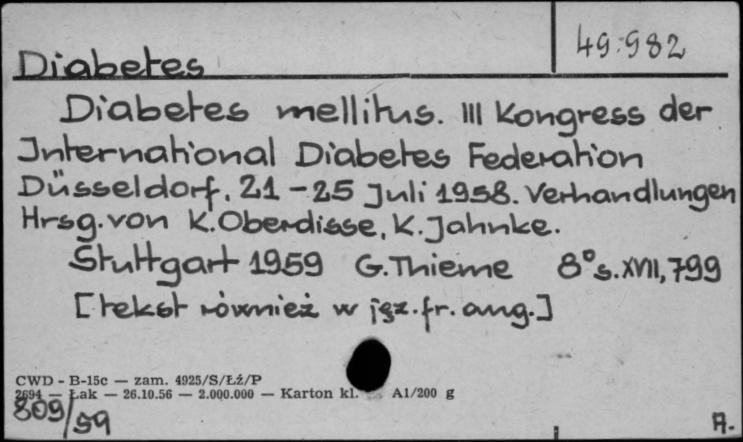 49.982
Diabetes
Diabetes mellitus. III Kongress der
International Diabetes Federation
Düsseldorf, 21-25 Juli 1958. Verhandlungen
Hrsg. von K. Oberdisse, K. Jahnke.
Stuttgart 1959 G. Thieme 8° s. XVII, 799
[tekst również w jęz. fr. ang.]
CWD - B-15c — zam. 4925/S/Łż/P
2694 — Łak — 26.10.56 — 2.000.000 — Karton kl. A1/200 g
809/59
A.